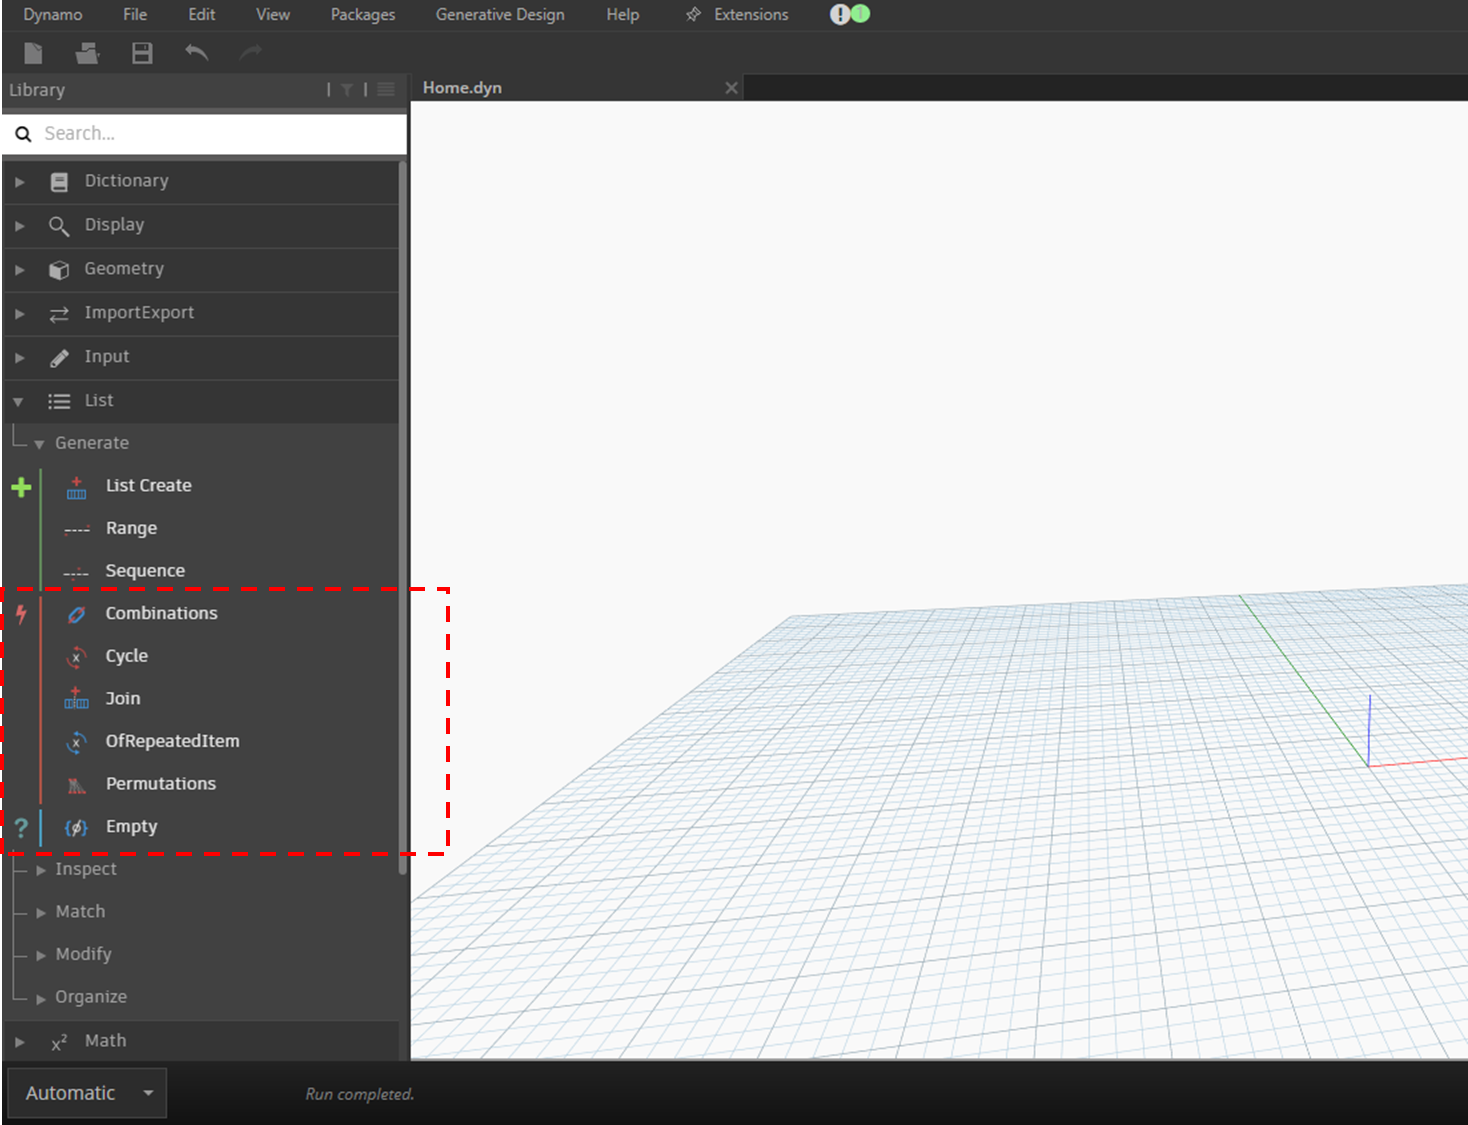 Dynamo File Edit View Packages Generative Design Help Extensions
Library
Home.dyn
Search...
Dictionary
Display
Geometry
ImportExport
Input
List
Generate
List Create
Range
Sequence
Combinations
Cycle
Join
OfRepeatedItem
Permutations
Empty
Inspect
Match
Modify
Organize
x² Math
Automatic
Run completed.